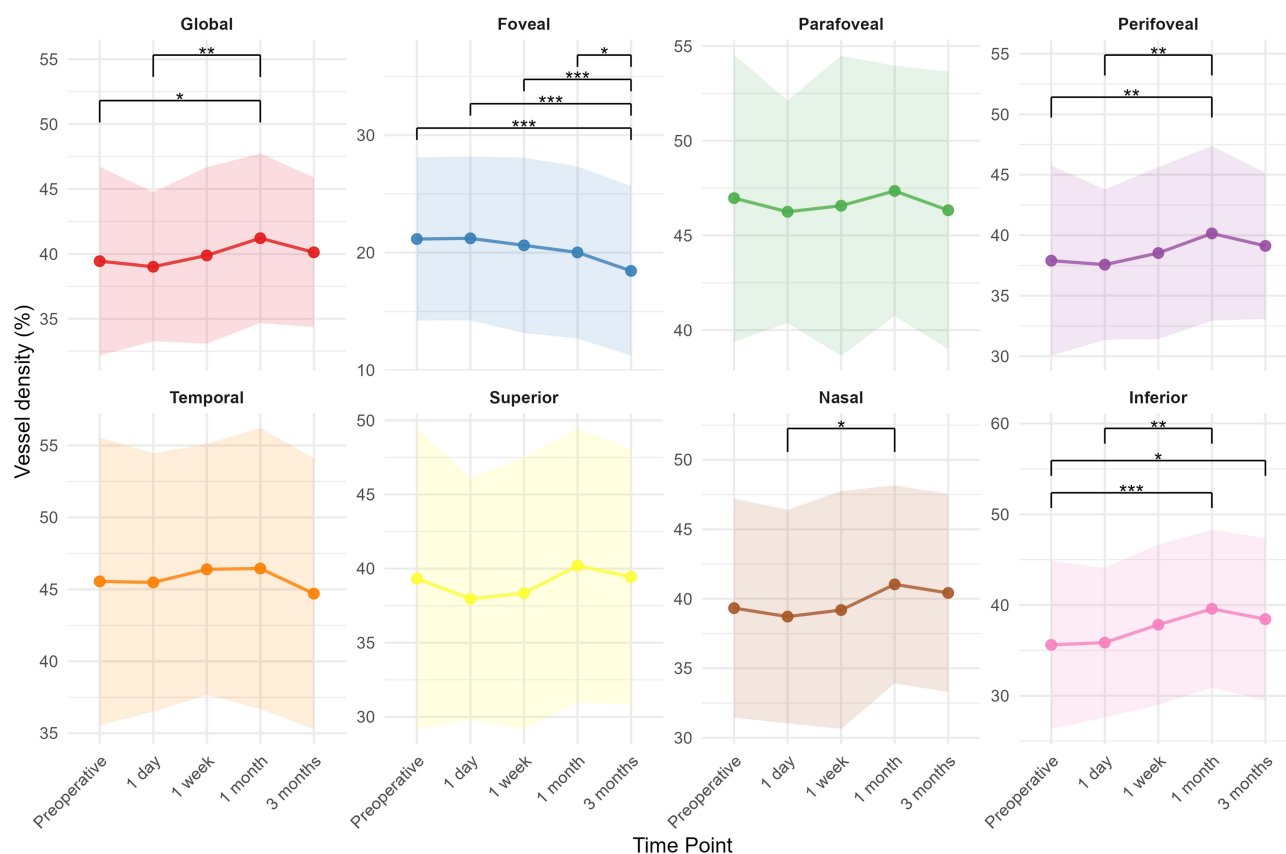 Global
Foveal
Parafoveal
Perifoveal
55
50
45
40
35
**
*
30
20
10
*
***
***
***
55
50
45
40
45
40
35
30
**
**
Vessel density (%)
Temporal
Superior
Nasal
Inferior
55
50
45
40
35
50
45
40
35
30
50
45
40
35
30
*
60
50
40
30
**
*
***
Preoperative
1 day
1 week
1 month
3 months
Preoperative
1 day
1 week
1 month
3 months
Preoperative
1 day
1 week
1 month
3 months
Preoperative
1 day
1 week
1 month
3 months
Time Point